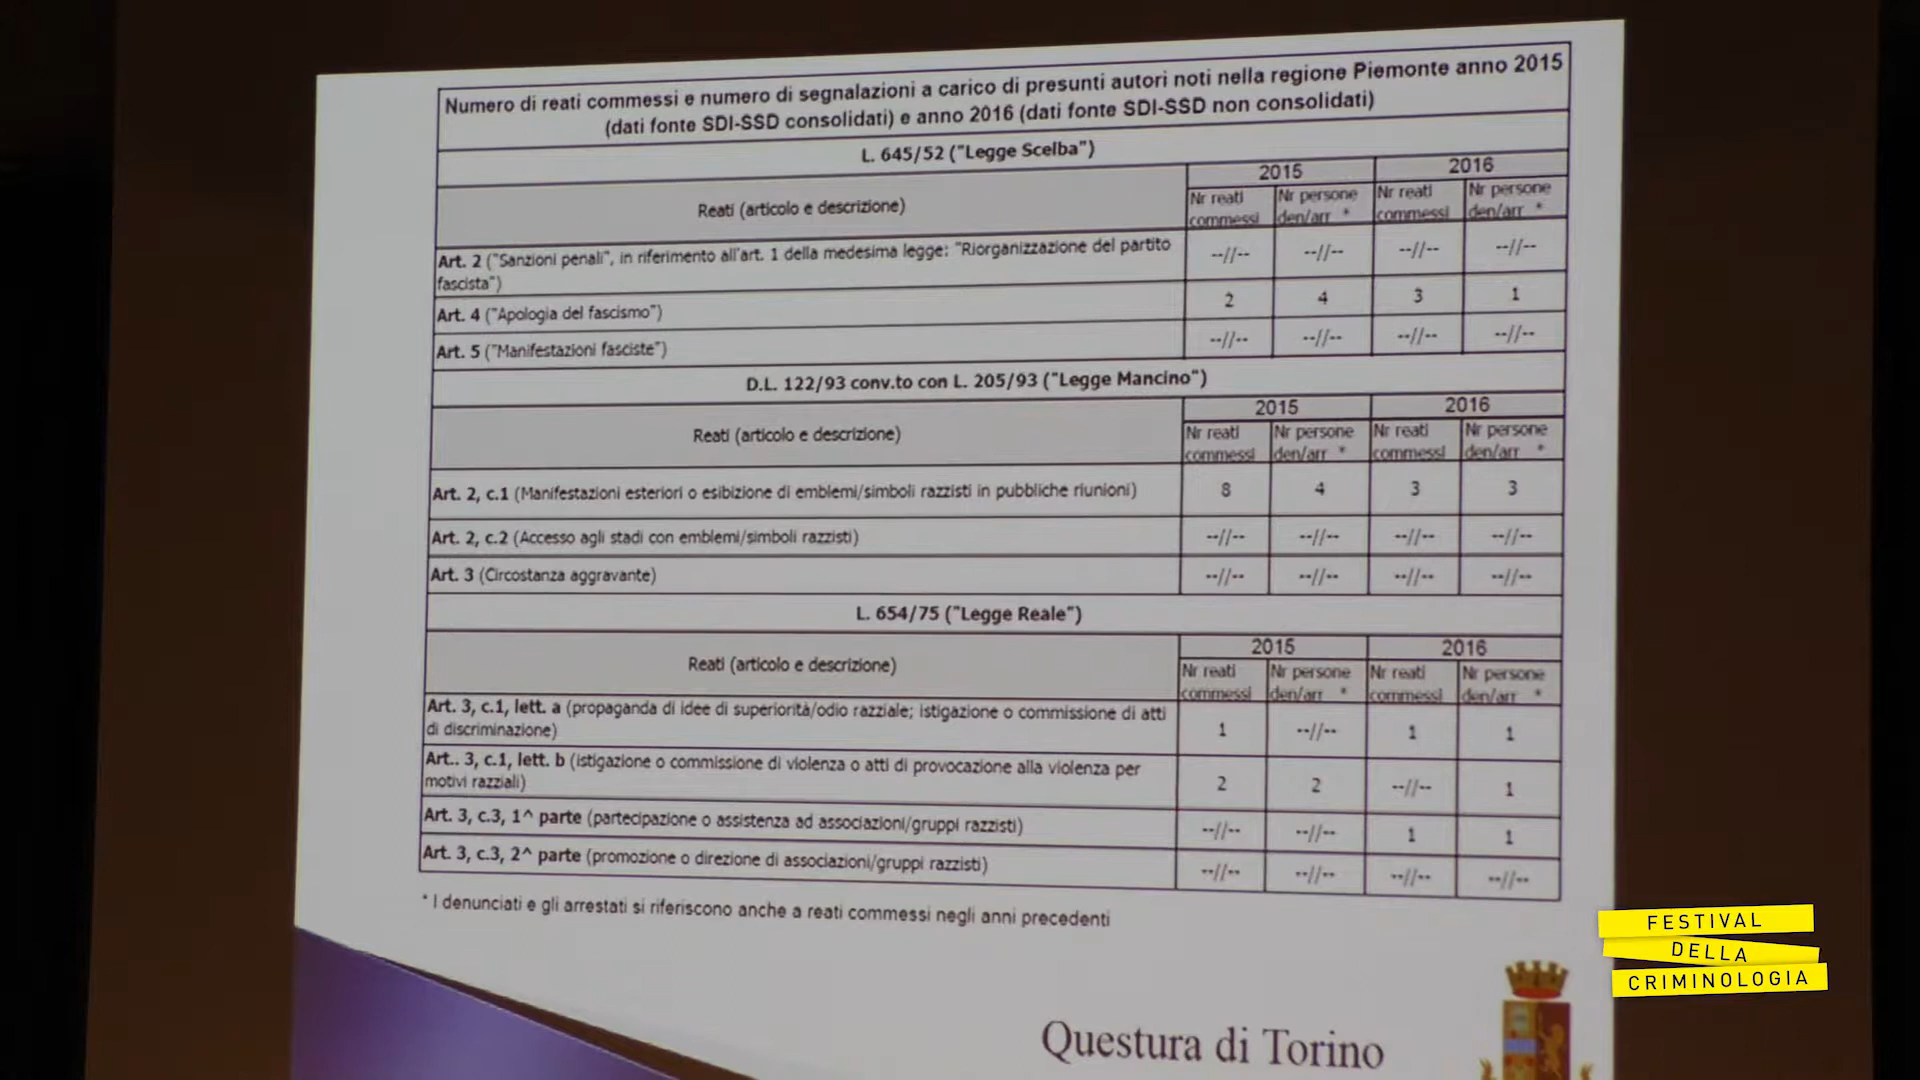 Numero di reati commessi e numero di segnalazioni a carico di presunti autori noti nella regione Piemonte anno 2015
(dati fonte SDI-SSD consolidati) e anno 2016 (dati fonte SDI-SSD non consolidati)
L. 645/52 ("Legge Scelba")
2015 2016
Reati (articolo e descrizione)
Nr reati Nr persone Nr reati Nr persone
commessi den/arr * commessi den/arr *
Art. 2 ("Sanzioni penali", in riferimento all'art. 1 della medesima legge: "Riorganizzazione del partito
fascista") --//-- --//-- --//-- --//--
Art. 4 ("Apologia del fascismo") 2 4 3 1
Art. 5 ("Manifestazioni fasciste") --//-- --//-- --//-- --//--
D.L. 122/93 conv.to con L. 205/93 ("Legge Mancino")
2015 2016
Reati (articolo e descrizione)
Nr reati Nr persone Nr reati Nr persone
commessi den/arr * commessi den/arr *
Art. 2, c.1 (Manifestazioni esteriori o esibizione di emblemi/simboli razzisti in pubbliche riunioni) 8 4 3 3
Art. 2, c.2 (Accesso agli stadi con emblemi/simboli razzisti) --//-- --//-- --//-- --//--
Art. 3 (Circostanza aggravante) --//-- --//-- --//-- --//--
L. 654/75 ("Legge Reale")
2015 2016
Reati (articolo e descrizione)
Nr reati Nr persone Nr reati Nr persone
commessi den/arr * commessi den/arr *
Art. 3, c.1, lett. a (propaganda di idee di superiorità/odio razziale; istigazione o commissione di atti
di discriminazione) 1 --//-- 1 1
Art.. 3, c.1, lett. b (istigazione o commissione di violenza o atti di provocazione alla violenza per
motivi razziali) 2 2 --//-- 1
Art. 3, c.3, 1^ parte (partecipazione o assistenza ad associazioni/gruppi razzisti) --//-- --//-- 1 1
Art. 3, c.3, 2^ parte (promozione o direzione di associazioni/gruppi razzisti) --//-- --//-- --//-- --//--
* I denunciati e gli arrestati si riferiscono anche a reati commessi negli anni precedenti
FESTIVAL
DELLA
CRIMINOLOGIA
Questura di Torino